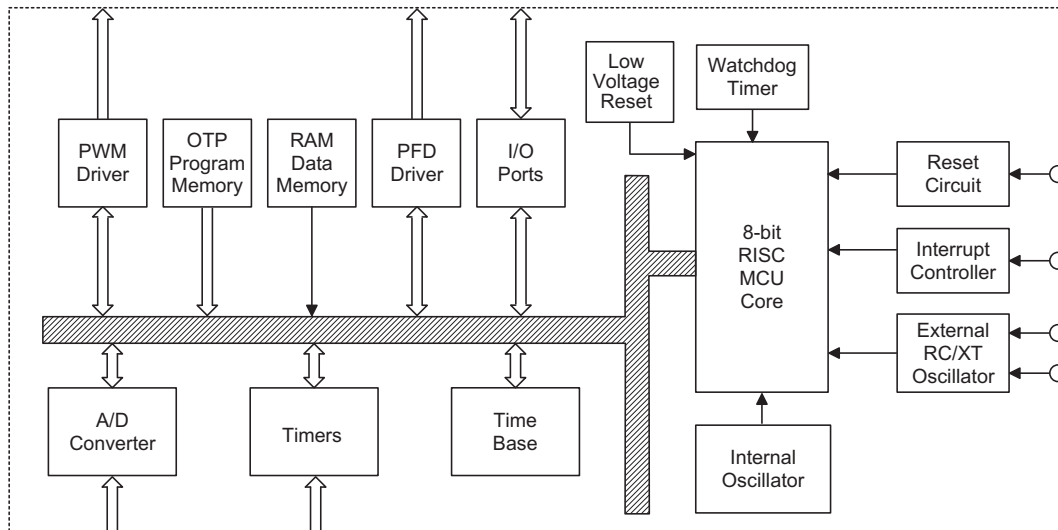 Low
Voltage
Reset
Watchdog
Timer
PWM
Driver
OTP
Program
Memory
RAM
Data
Memory
PFD
Driver
I/O
Ports
8-bit
RISC
MCU
Core
Reset
Circuit
Interrupt
Controller
External
RC/XT
Oscillator
A/D
Converter
Timers
Time
Base
Internal
Oscillator